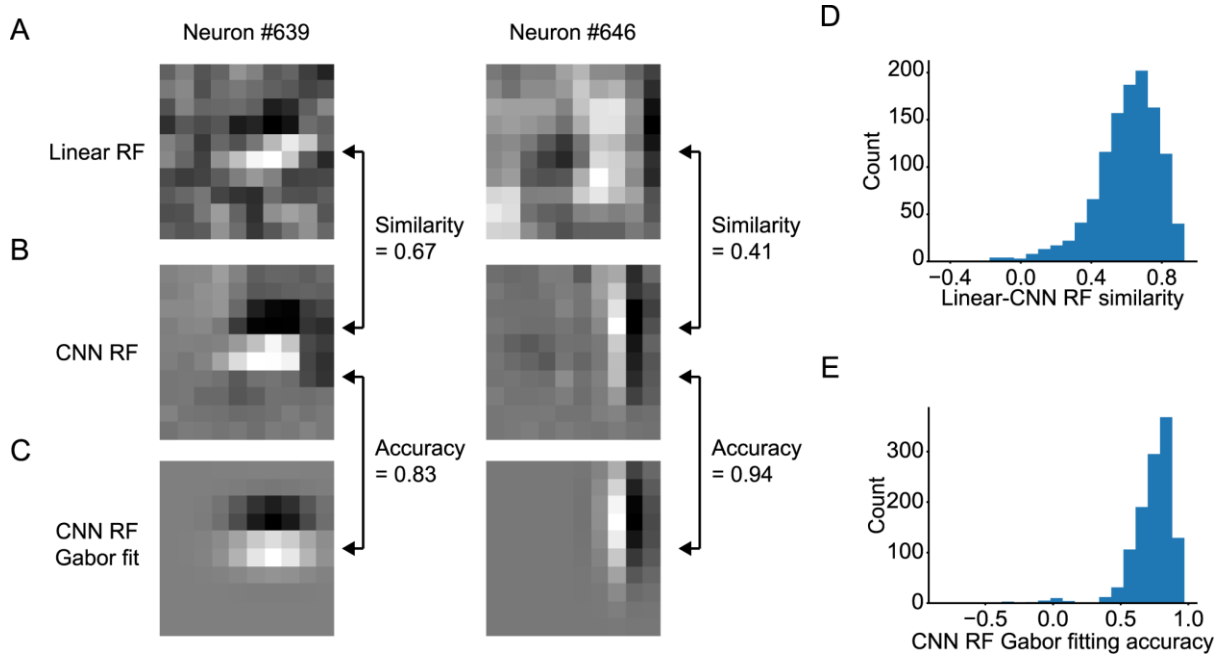 A
Neuron #639
Neuron #646
Linear RF
Similarity
= 0.67
Similarity
= 0.41
B
CNN RF
Accuracy
= 0.83
Accuracy
= 0.94
C
CNN RF
Gabor fit
D
200
150
100
50
0
Count
−0.4 0.0 0.4 0.8
Linear-CNN RF similarity
E
300
200
100
0
Count
−0.5 0.0 0.5 1.0
CNN RF Gabor fitting accuracy